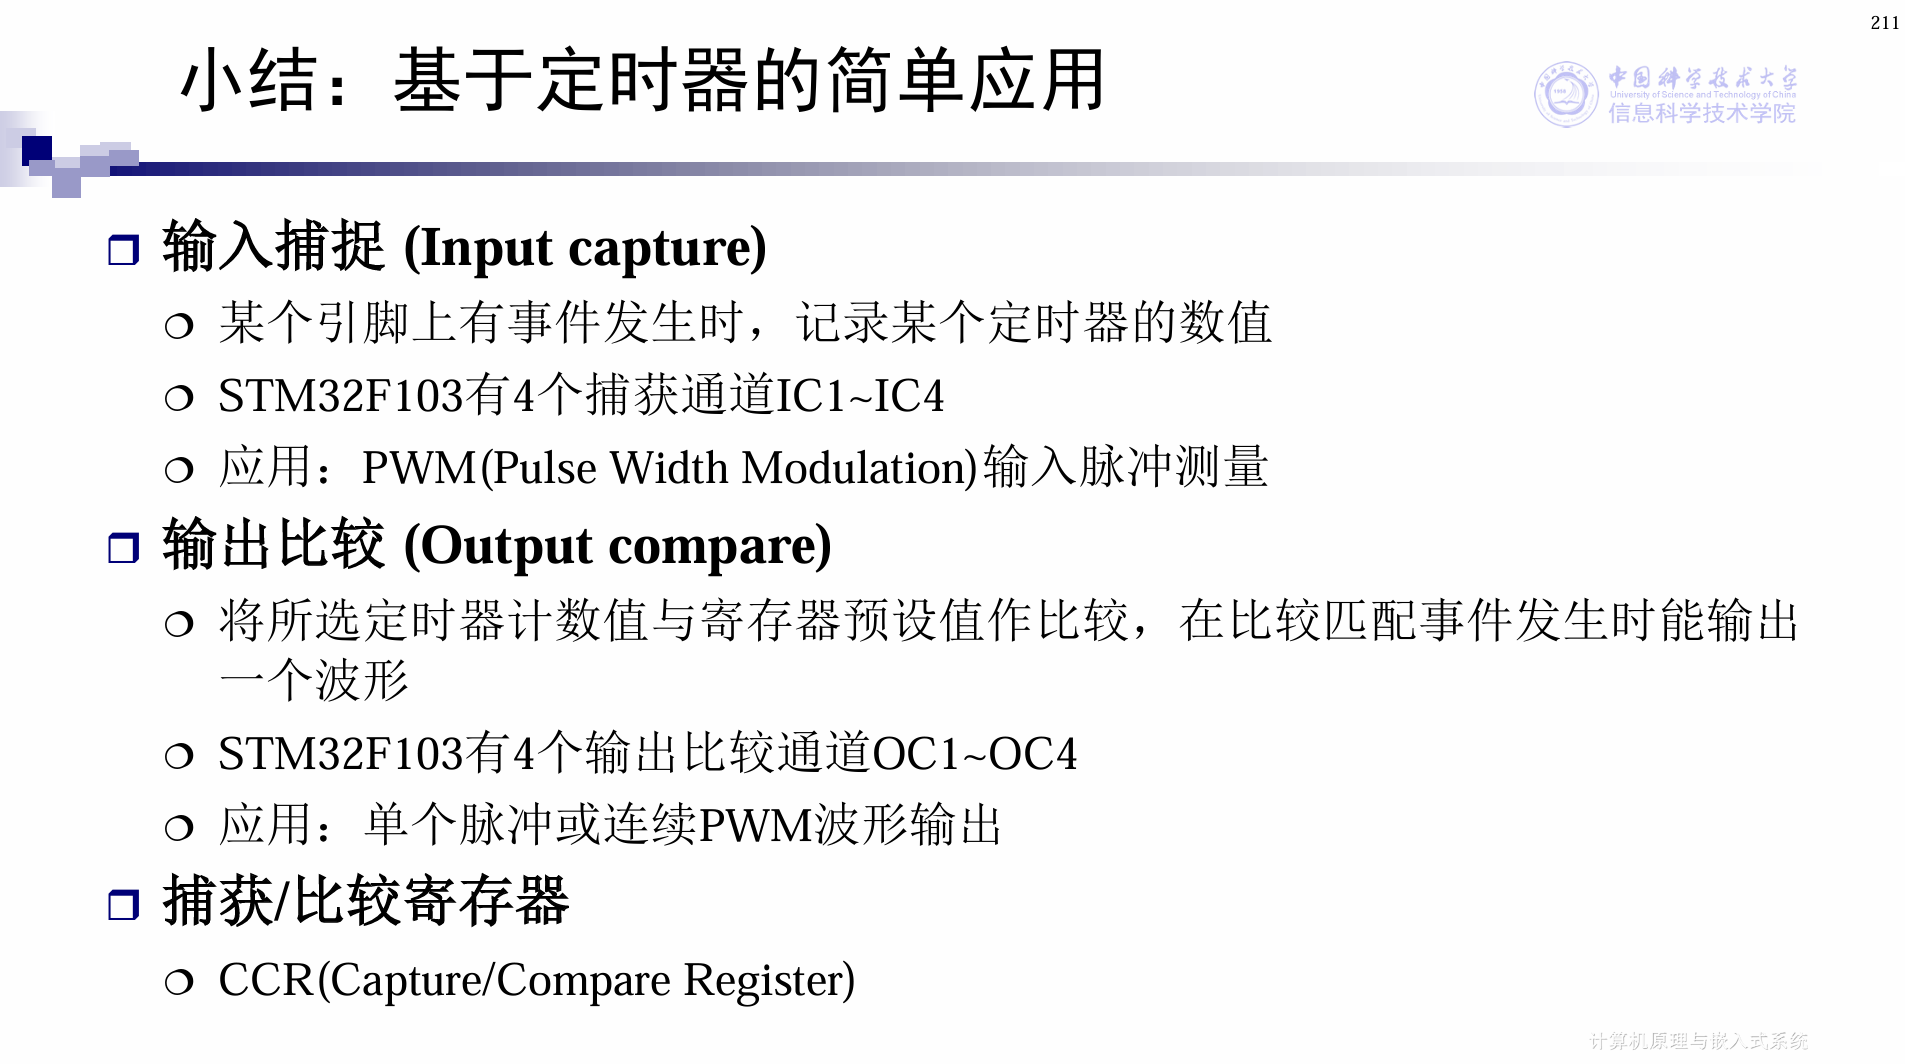 211
小结：基于定时器的简单应用
中国科学技术大学
University of Science and Technology of China
信息科学技术学院
输入捕捉 (Input capture)
某个引脚上有事件发生时，记录某个定时器的数值
STM32F103有4个捕获通道IC1~IC4
应用：PWM(Pulse Width Modulation)输入脉冲测量
输出比较 (Output compare)
将所选定时器计数值与寄存器预设值作比较，在比较匹配事件发生时能输出
一个波形
STM32F103有4个输出比较通道OC1~OC4
应用：单个脉冲或连续PWM波形输出
捕获/比较寄存器
CCR(Capture/Compare Register)
计算机原理与嵌入式系统